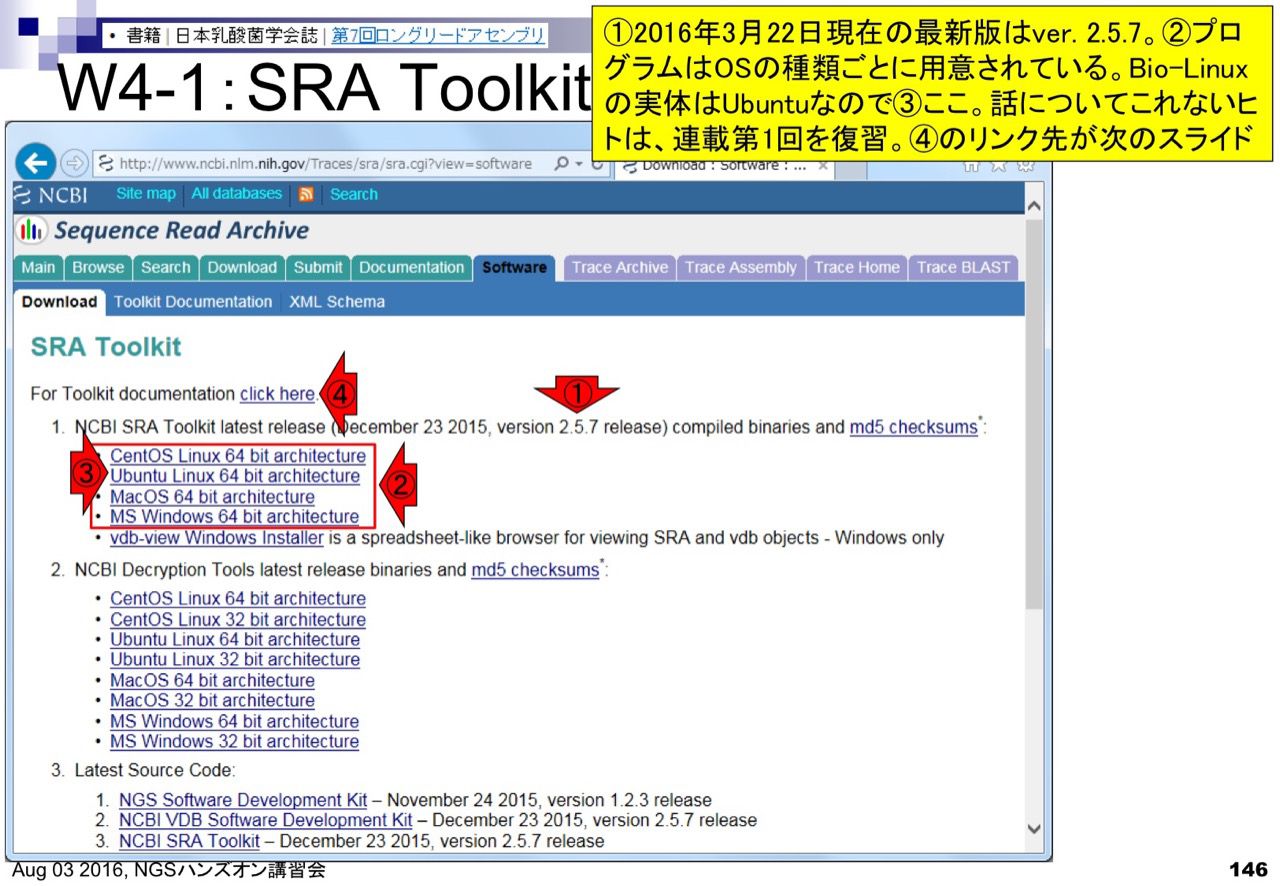 • 書籍 | 日本乳酸菌学会誌 | 第7回ロングリードアセンブリ
W4-1：SRA Toolkit
①2016年3月22日現在の最新版はver. 2.5.7。②プロ
グラムはOSの種類ごとに用意されている。Bio-Linux
の実体はUbuntuなので③ここ。話についてこれないヒ
トは、連載第1回を復習。④のリンク先が次のスライド
http://www.ncbi.nlm.nih.gov/Traces/sra/sra.cgi?view=software
Download : Software : ...
NCBI Site map All databases Search
Sequence Read Archive
Main Browse Search Download Submit Documentation Software Trace Archive Trace Assembly Trace Home Trace BLAST
Download Toolkit Documentation XML Schema
SRA Toolkit
For Toolkit documentation click here. ④
①
1. NCBI SRA Toolkit latest release (December 23 2015, version 2.5.7 release) compiled binaries and md5 checksums*:
• CentOS Linux 64 bit architecture
③ Ubuntu Linux 64 bit architecture ②
• MacOS 64 bit architecture
• MS Windows 64 bit architecture
• vdb-view Windows Installer is a spreadsheet-like browser for viewing SRA and vdb objects - Windows only
2. NCBI Decryption Tools latest release binaries and md5 checksums*:
• CentOS Linux 64 bit architecture
• CentOS Linux 32 bit architecture
• Ubuntu Linux 64 bit architecture
• Ubuntu Linux 32 bit architecture
• MacOS 64 bit architecture
• MacOS 32 bit architecture
• MS Windows 64 bit architecture
• MS Windows 32 bit architecture
3. Latest Source Code:
1. NGS Software Development Kit – November 24 2015, version 1.2.3 release
2. NCBI VDB Software Development Kit – December 23 2015, version 2.5.7 release
3. NCBI SRA Toolkit – December 23 2015, version 2.5.7 release
Aug 03 2016, NGSハンズオン講習会
146